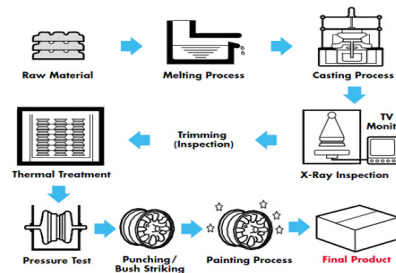 Raw Material
Melting Process
Casting Process
TV
Monit
Trimming
(Inspection)
Thermal Treatment
X-Ray Inspection
Pressure Test
Punching/
Bush Striking
Painting Process
Final Product